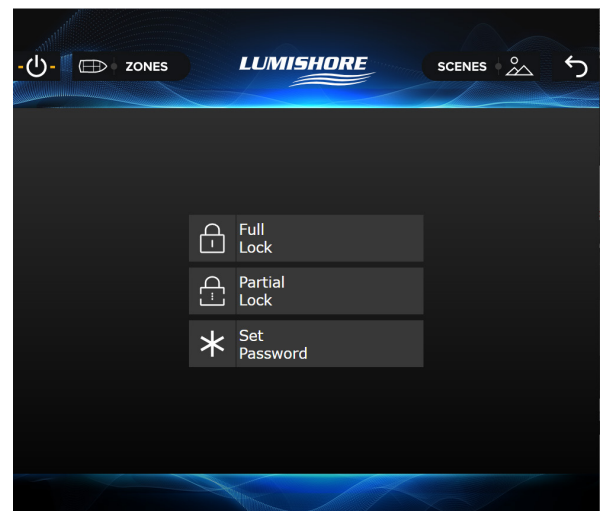 ZONES
LUMISHORE
SCENES
Full
Lock
Partial
Lock
Set
Password